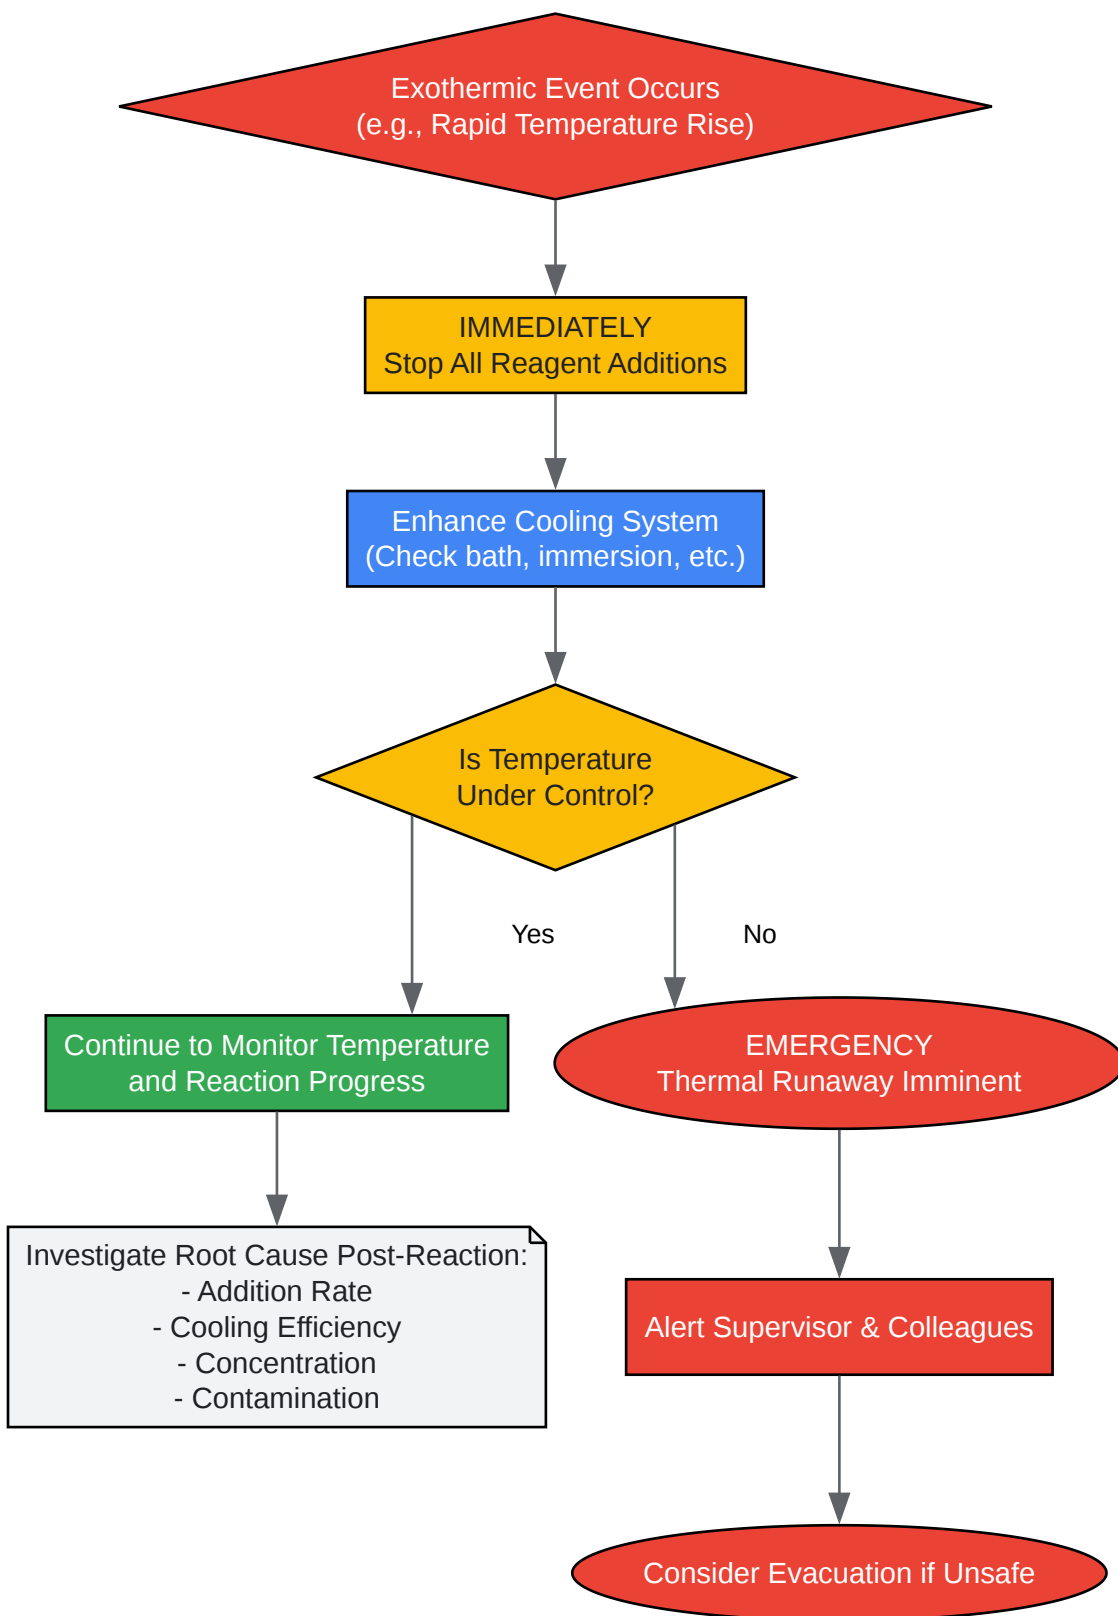 Exothermic Event Occurs
(e.g., Rapid Temperature Rise)
IMMEDIATELY
Stop All Reagent Additions
Enhance Cooling System
(Check bath, immersion, etc.)
Is Temperature
Under Control?
Yes
No
Continue to Monitor Temperature
and Reaction Progress
EMERGENCY
Thermal Runaway Imminent
Investigate Root Cause Post-Reaction:
- Addition Rate
- Cooling Efficiency
- Concentration
- Contamination
Alert Supervisor & Colleagues
Consider Evacuation if Unsafe